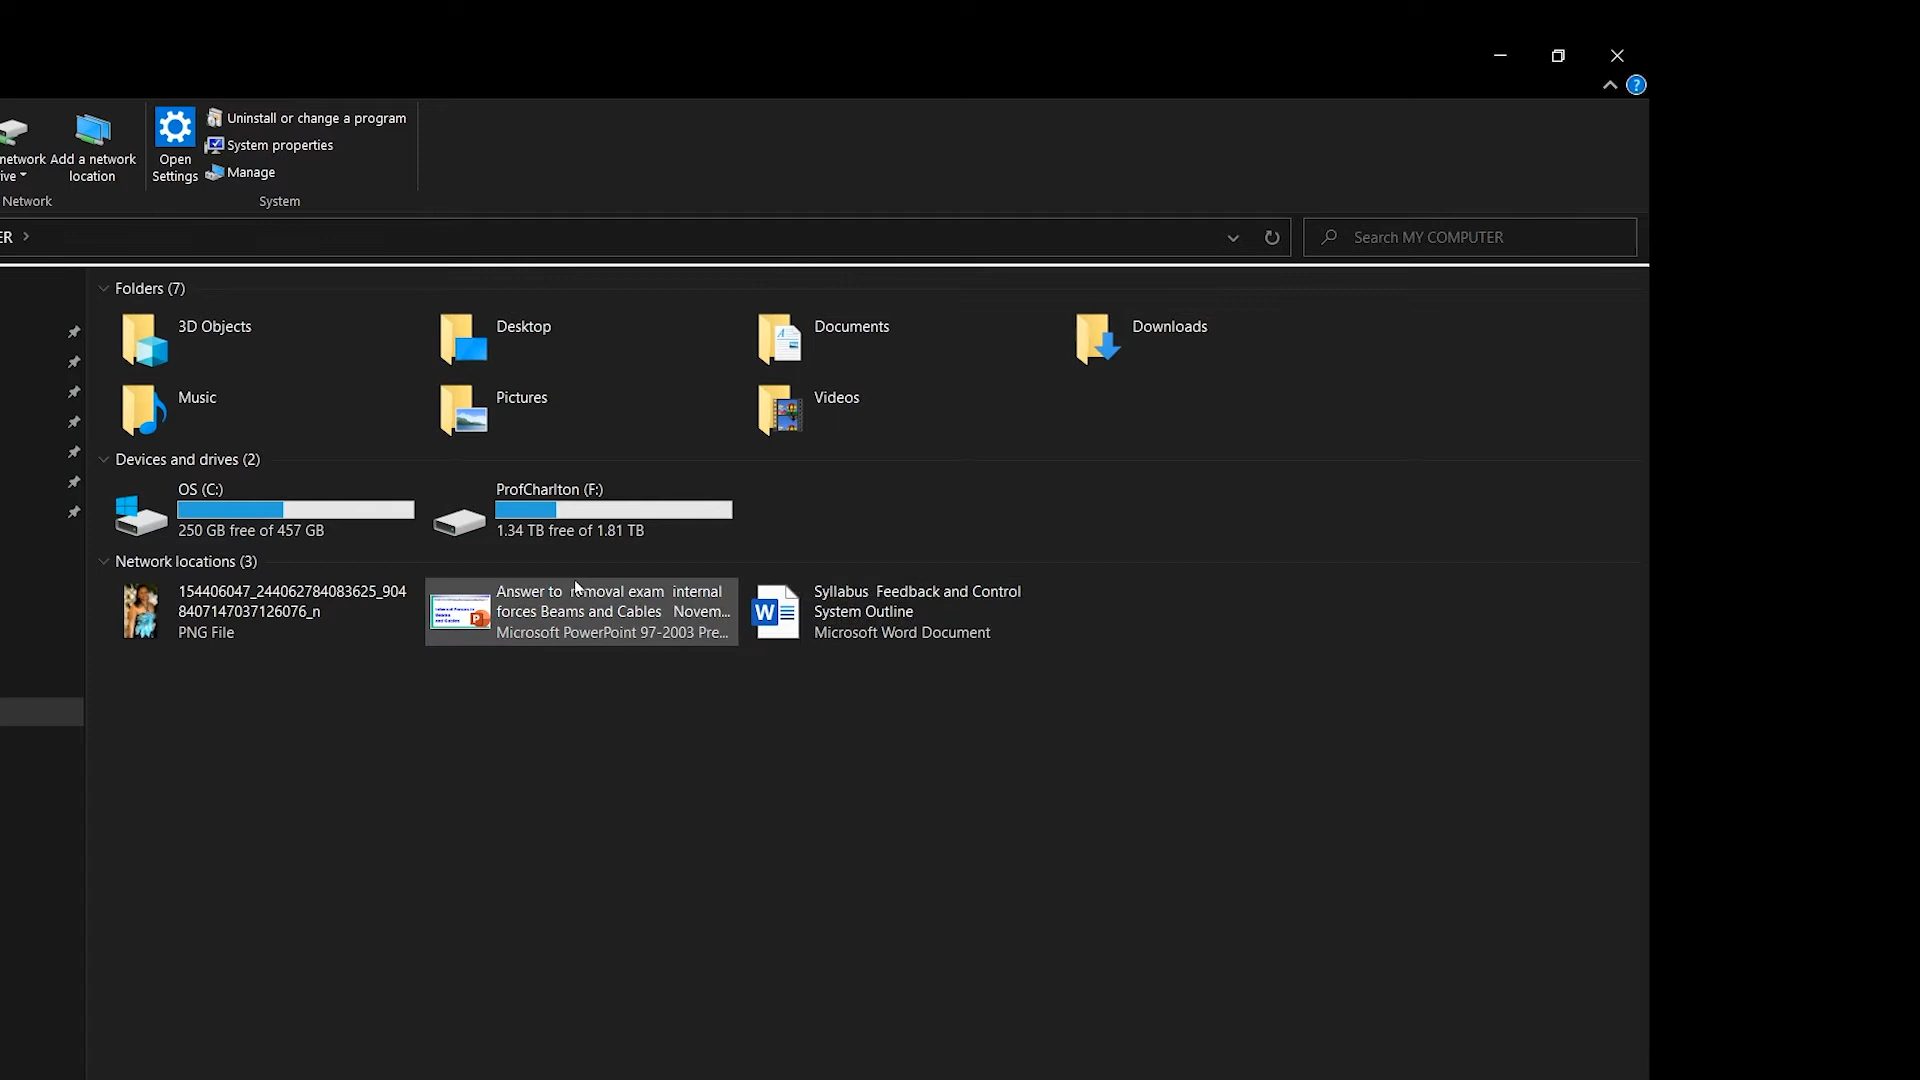 ?
Uninstall or change a program
System properties
Manage
network
ive
Add a network
location
Open
Settings
Network
System
ER
Search MY COMPUTER
Folders (7)
3D Objects
Desktop
Documents
Downloads
Music
Pictures
Videos
Devices and drives (2)
OS (C:)
250 GB free of 457 GB
ProfCharlton (F:)
1.34 TB free of 1.81 TB
Network locations (3)
154406047_244062784083625_904
8407147037126076_n
PNG File
Answer to removal exam internal
forces Beams and Cables Novem...
Microsoft PowerPoint 97-2003 Pre...
Syllabus Feedback and Control
System Outline
Microsoft Word Document